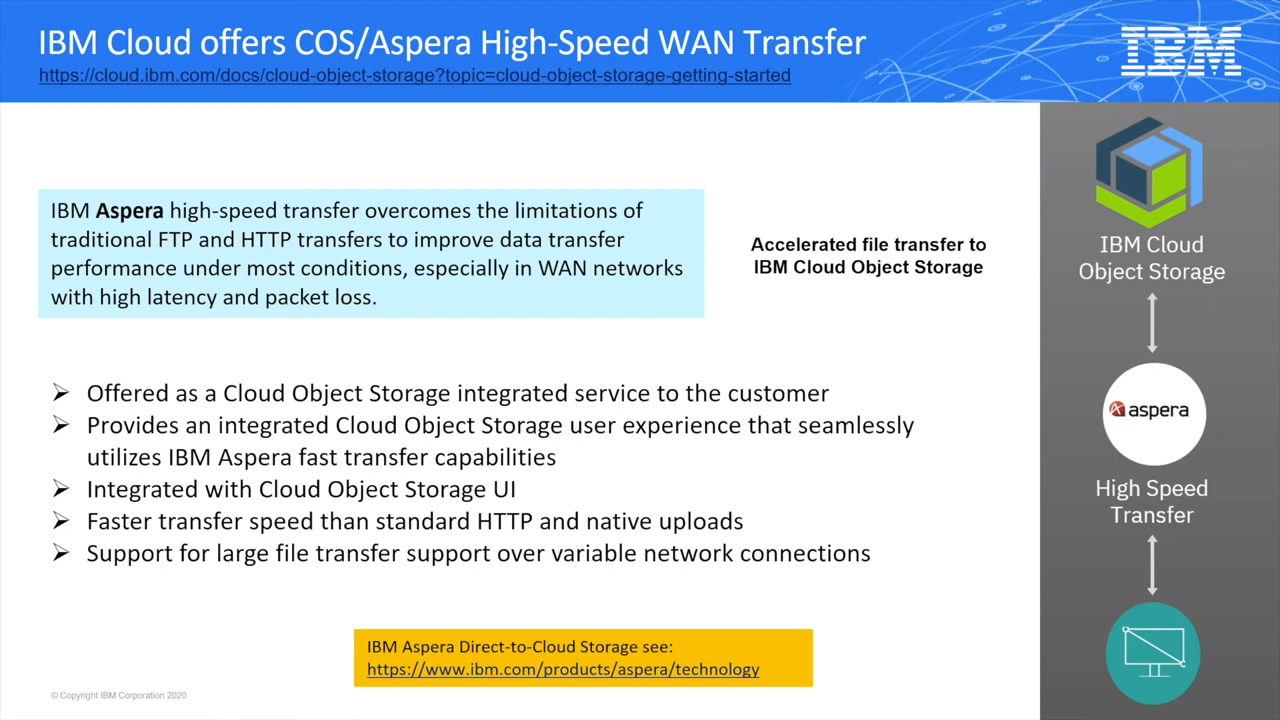 IBM Cloud offers COS/Aspera High-Speed WAN Transfer
https://cloud.ibm.com/docs/cloud-object-storage?topic=cloud-object-storage-getting-started
IBM
IBM Aspera high-speed transfer overcomes the limitations of
traditional FTP and HTTP transfers to improve data transfer
performance under most conditions, especially in WAN networks
with high latency and packet loss.
Accelerated file transfer to
IBM Cloud Object Storage
➢ Offered as a Cloud Object Storage integrated service to the customer
➢ Provides an integrated Cloud Object Storage user experience that seamlessly
utilizes IBM Aspera fast transfer capabilities
➢ Integrated with Cloud Object Storage UI
➢ Faster transfer speed than standard HTTP and native uploads
➢ Support for large file transfer support over variable network connections
IBM Aspera Direct-to-Cloud Storage see:
https://www.ibm.com/products/aspera/technology
© Copyright IBM Corporation 2020
IBM Cloud
Object Storage
aspera
High Speed
Transfer